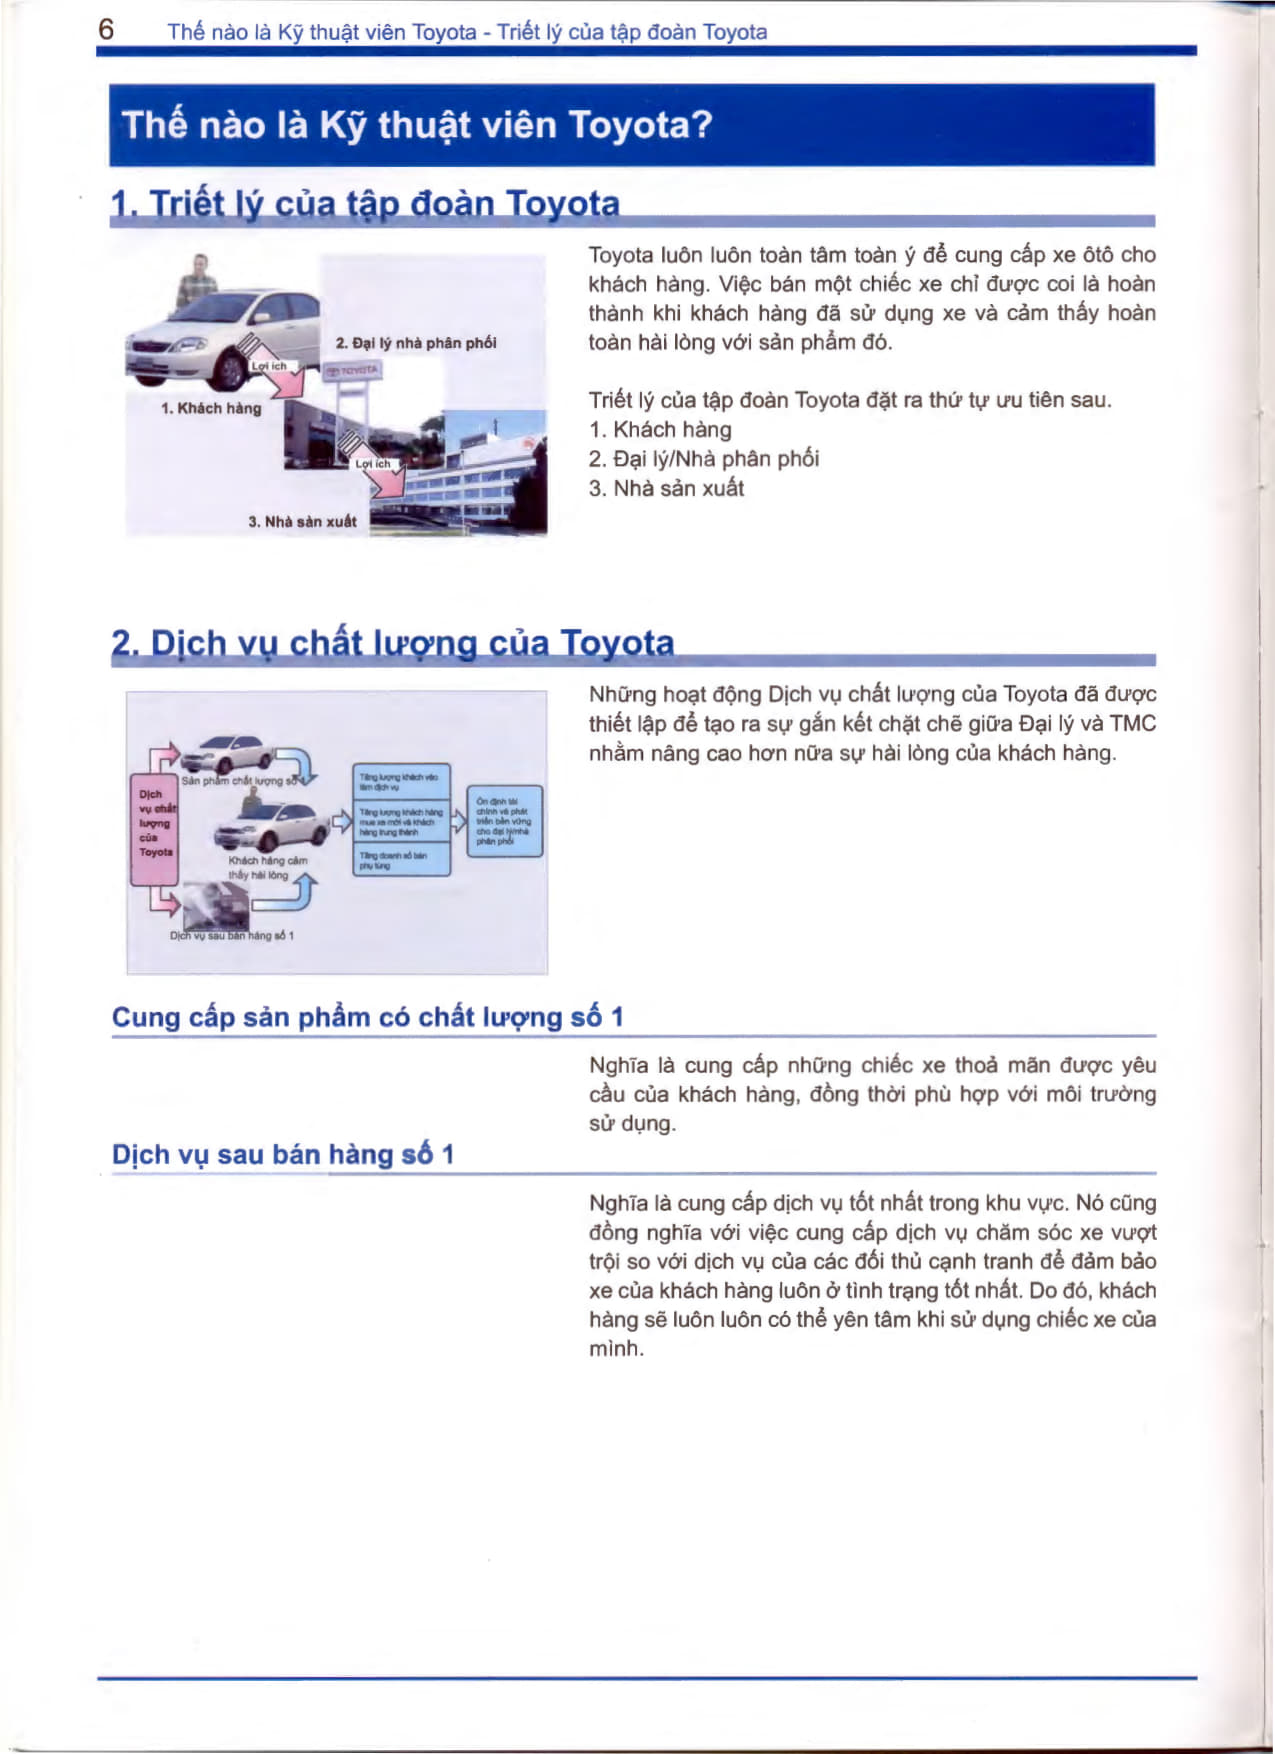 6 Thế nào là Kỹ thuật viên Toyota - Triết lý của tập đoàn Toyota
Thế nào là Kỹ thuật viên Toyota?
1. Triết lý của tập đoàn Toyota
2. Đại lý nhà phân phối
Lợi ích
TOYOTA
1. Khách hàng
Lợi ích
3. Nhà sản xuất
Toyota luôn luôn toàn tâm toàn ý để cung cấp xe ôtô cho
khách hàng. Việc bán một chiếc xe chỉ được coi là hoàn
thành khi khách hàng đã sử dụng xe và cảm thấy hoàn
toàn hài lòng với sản phẩm đó.
Triết lý của tập đoàn Toyota đặt ra thứ tự ưu tiên sau.
1. Khách hàng
2. Đại lý/Nhà phân phối
3. Nhà sản xuất
2. Dịch vụ chất lượng của Toyota
Sản phẩm chất lượng số 1
Dịch
vụ chất
lượng
của
Toyota
Khách hàng cảm
thấy hài lòng
Dịch vụ sau bán hàng số 1
Tăng lượng khách vào
làm dịch vụ
Tăng lượng khách hàng
mua xe mới và khách
hàng trung thành
Tăng doanh số bán
phụ tùng
Ổn định tài
chính và phát
triển bền vững
cho đại lý/nhà
phân phối
Những hoạt động Dịch vụ chất lượng của Toyota đã được
thiết lập để tạo ra sự gắn kết chặt chẽ giữa Đại lý và TMC
nhằm nâng cao hơn nữa sự hài lòng của khách hàng.
Cung cấp sản phẩm có chất lượng số 1
Nghĩa là cung cấp những chiếc xe thoả mãn được yêu
cầu của khách hàng, đồng thời phù hợp với môi trường
sử dụng.
Dịch vụ sau bán hàng số 1
Nghĩa là cung cấp dịch vụ tốt nhất trong khu vực. Nó cũng
đồng nghĩa với việc cung cấp dịch vụ chăm sóc xe vượt
trội so với dịch vụ của các đối thủ cạnh tranh để đảm bảo
xe của khách hàng luôn ở tình trạng tốt nhất. Do đó, khách
hàng sẽ luôn luôn có thể yên tâm khi sử dụng chiếc xe của
mình.